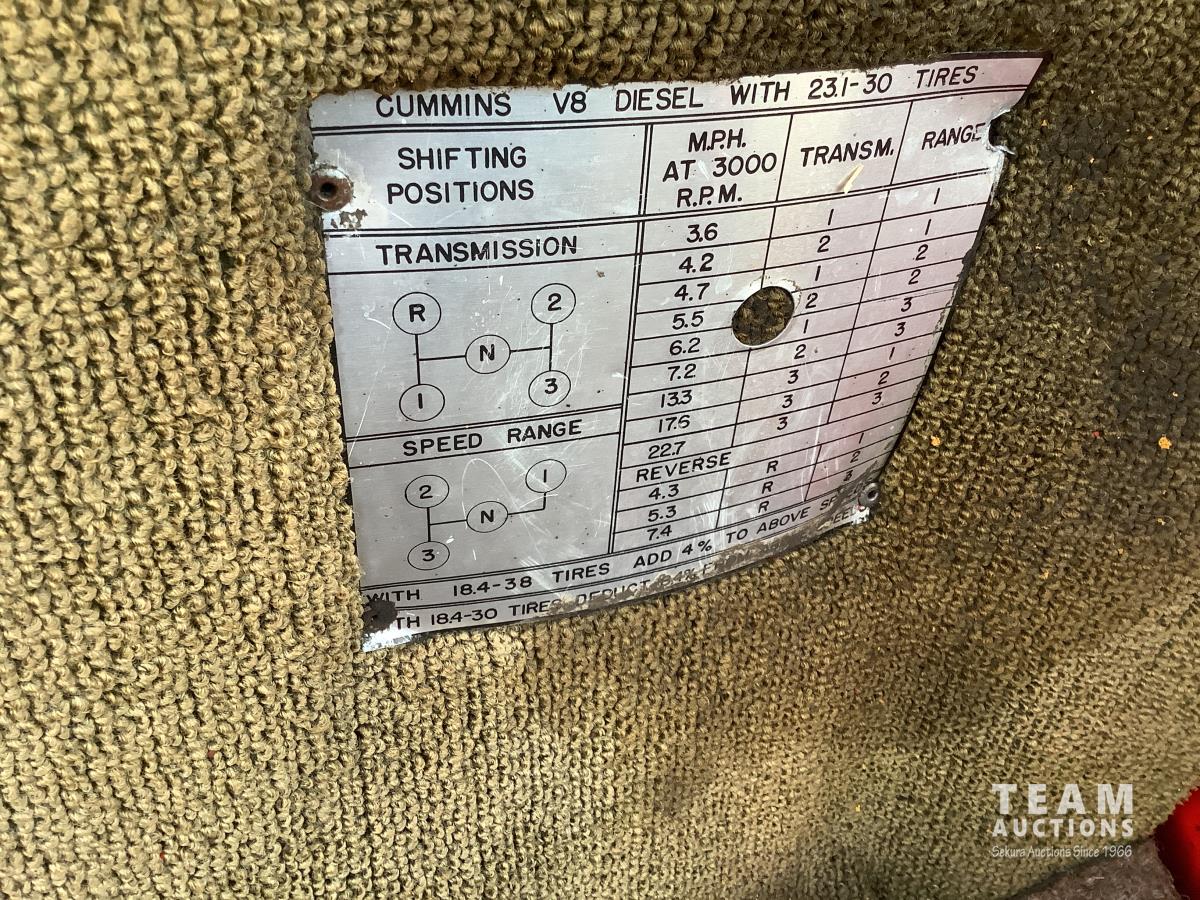 CUMMINS V8 DIESEL WITH 23.1-30 TIRES
SHIFTING POSITIONS
M.P.H. AT 3000 R.P.M.
TRANSM.
RANGE
TRANSMISSION
R 2
N
1 3
SPEED RANGE
2 1
N
3
3.6 1 1
4.2 2 1
4.7 1 2
5.5 2 2
6.2 1 3
7.2 2 3
13.3 3 1
17.6 3 2
22.7 3 3
REVERSE
4.3 R 1
5.3 R 2
7.4 R 3
WITH 18.4-38 TIRES ADD 4% TO ABOVE
TH 18.4-30 TIRES DEDUCT
TEAM
AUCTIONS
Sekura Auctions Since 1966